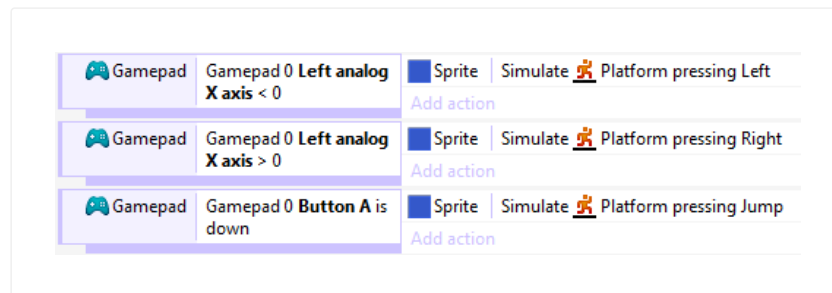 Gamepad Gamepad 0 Left analog Sprite Simulate Platform pressing Left
X axis < 0
Add action
Gamepad Gamepad 0 Left analog Sprite Simulate Platform pressing Right
X axis > 0
Add action
Gamepad Gamepad 0 Button A is Sprite Simulate Platform pressing Jump
down
Add action